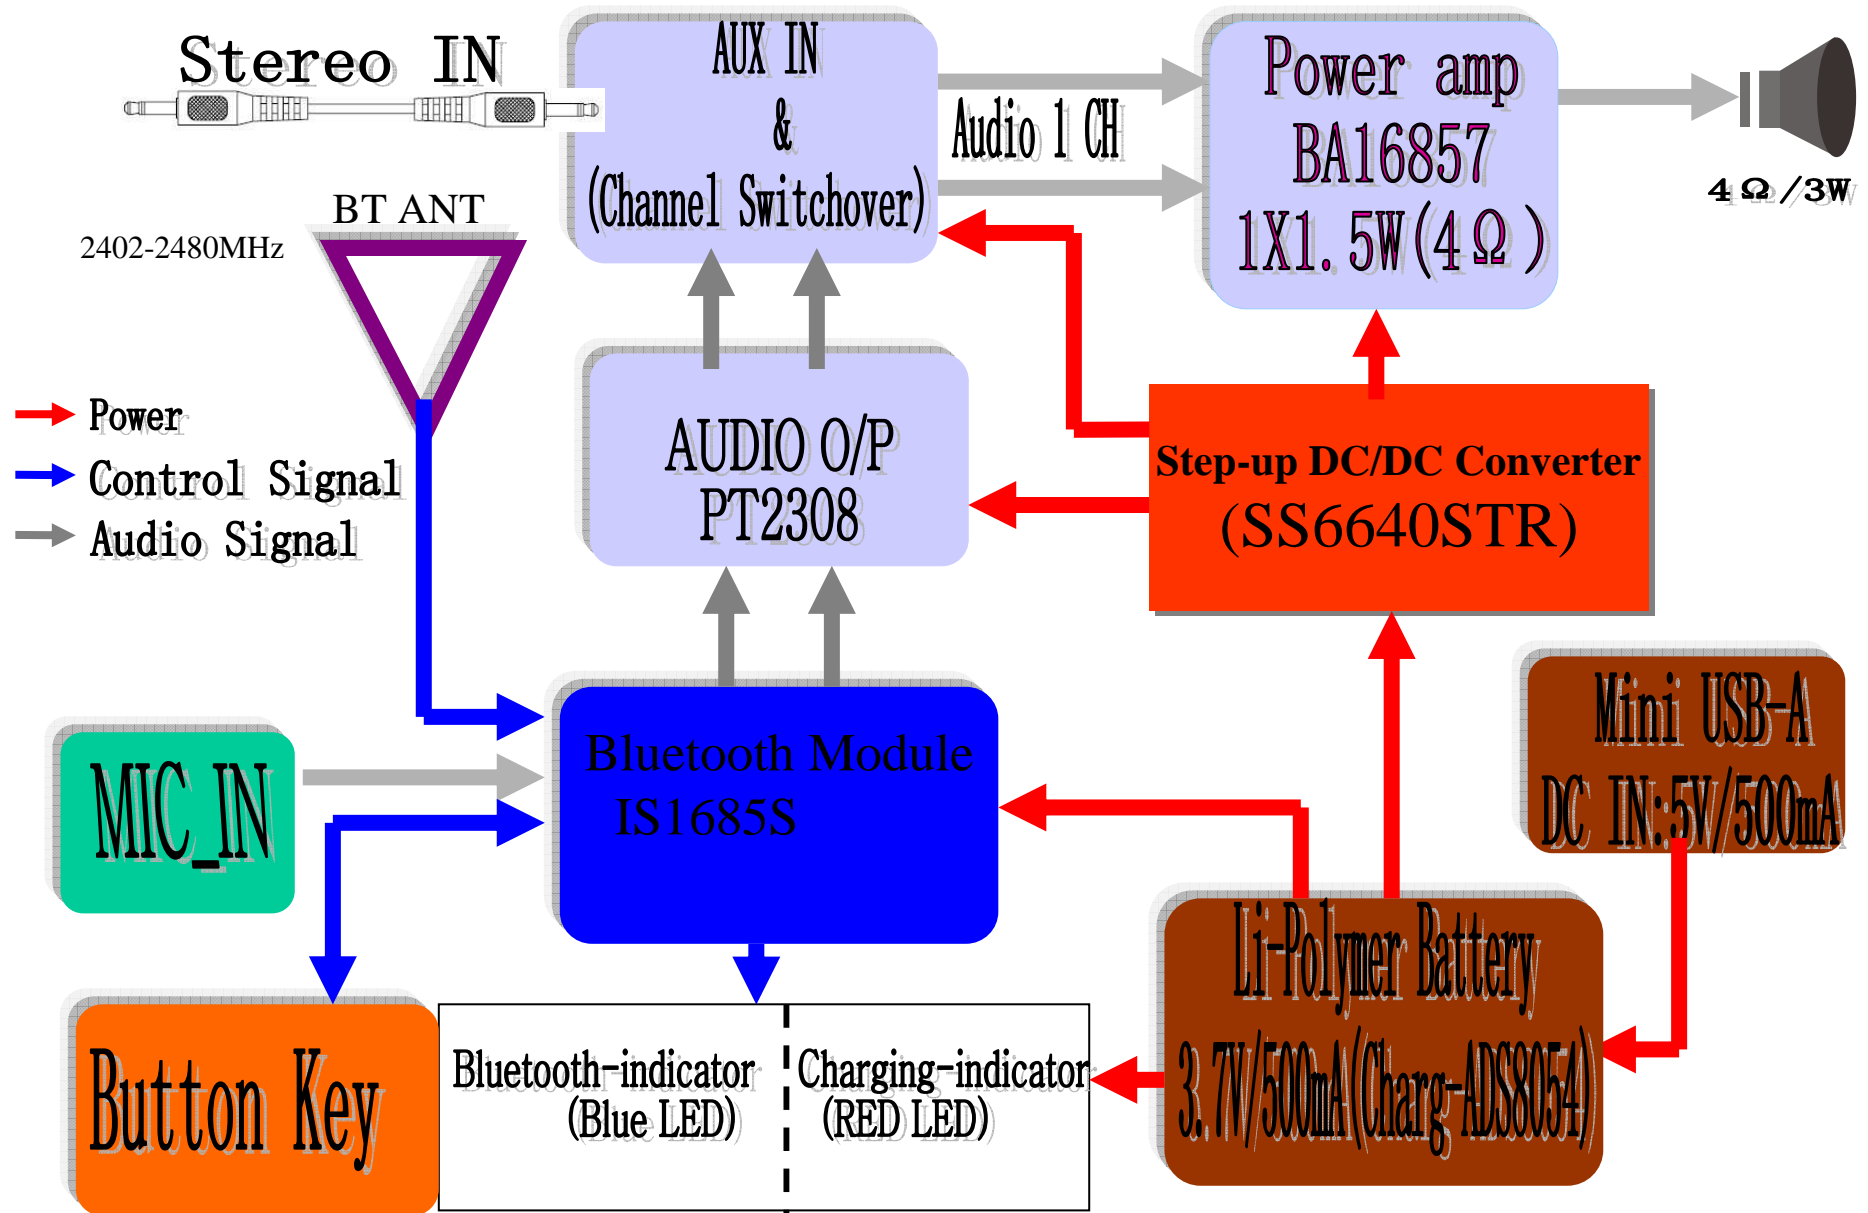 Stereo IN
AUX IN
&
(Channel Switchover)
Audio 1 CH
Power amp
BA16857
1X1.5W(4Ω)
4Ω/3W
BT ANT
2402-2480MHz
Power
Control Signal
Audio Signal
AUDIO O/P
PT2308
Step-up DC/DC Converter
(SS6640STR)
Mini USB-A
DC IN:5V/500mA
MIC_IN
Bluetooth Module
IS1685S
Li-Polymer Battery
3.7V/500mA(Charg-ADS8054)
Button Key
Bluetooth-indicator
(Blue LED)
Charging-indicator
(RED LED)